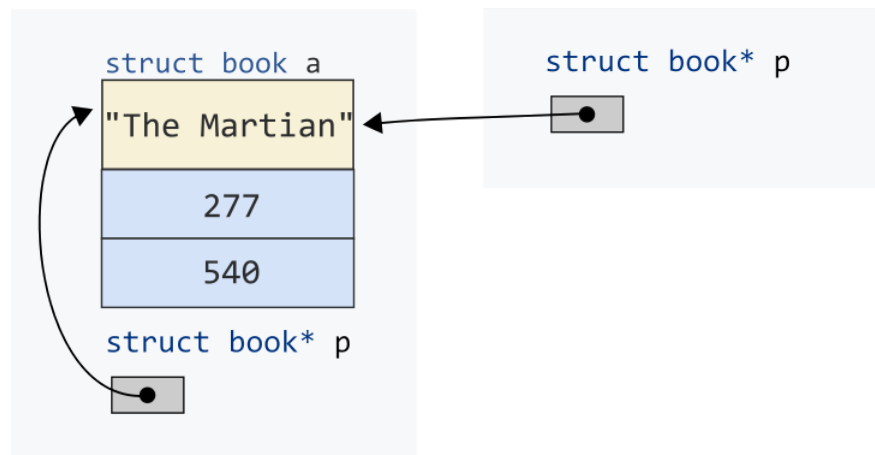 struct book a
"The Martian"
277
540
struct book* p
struct book* p